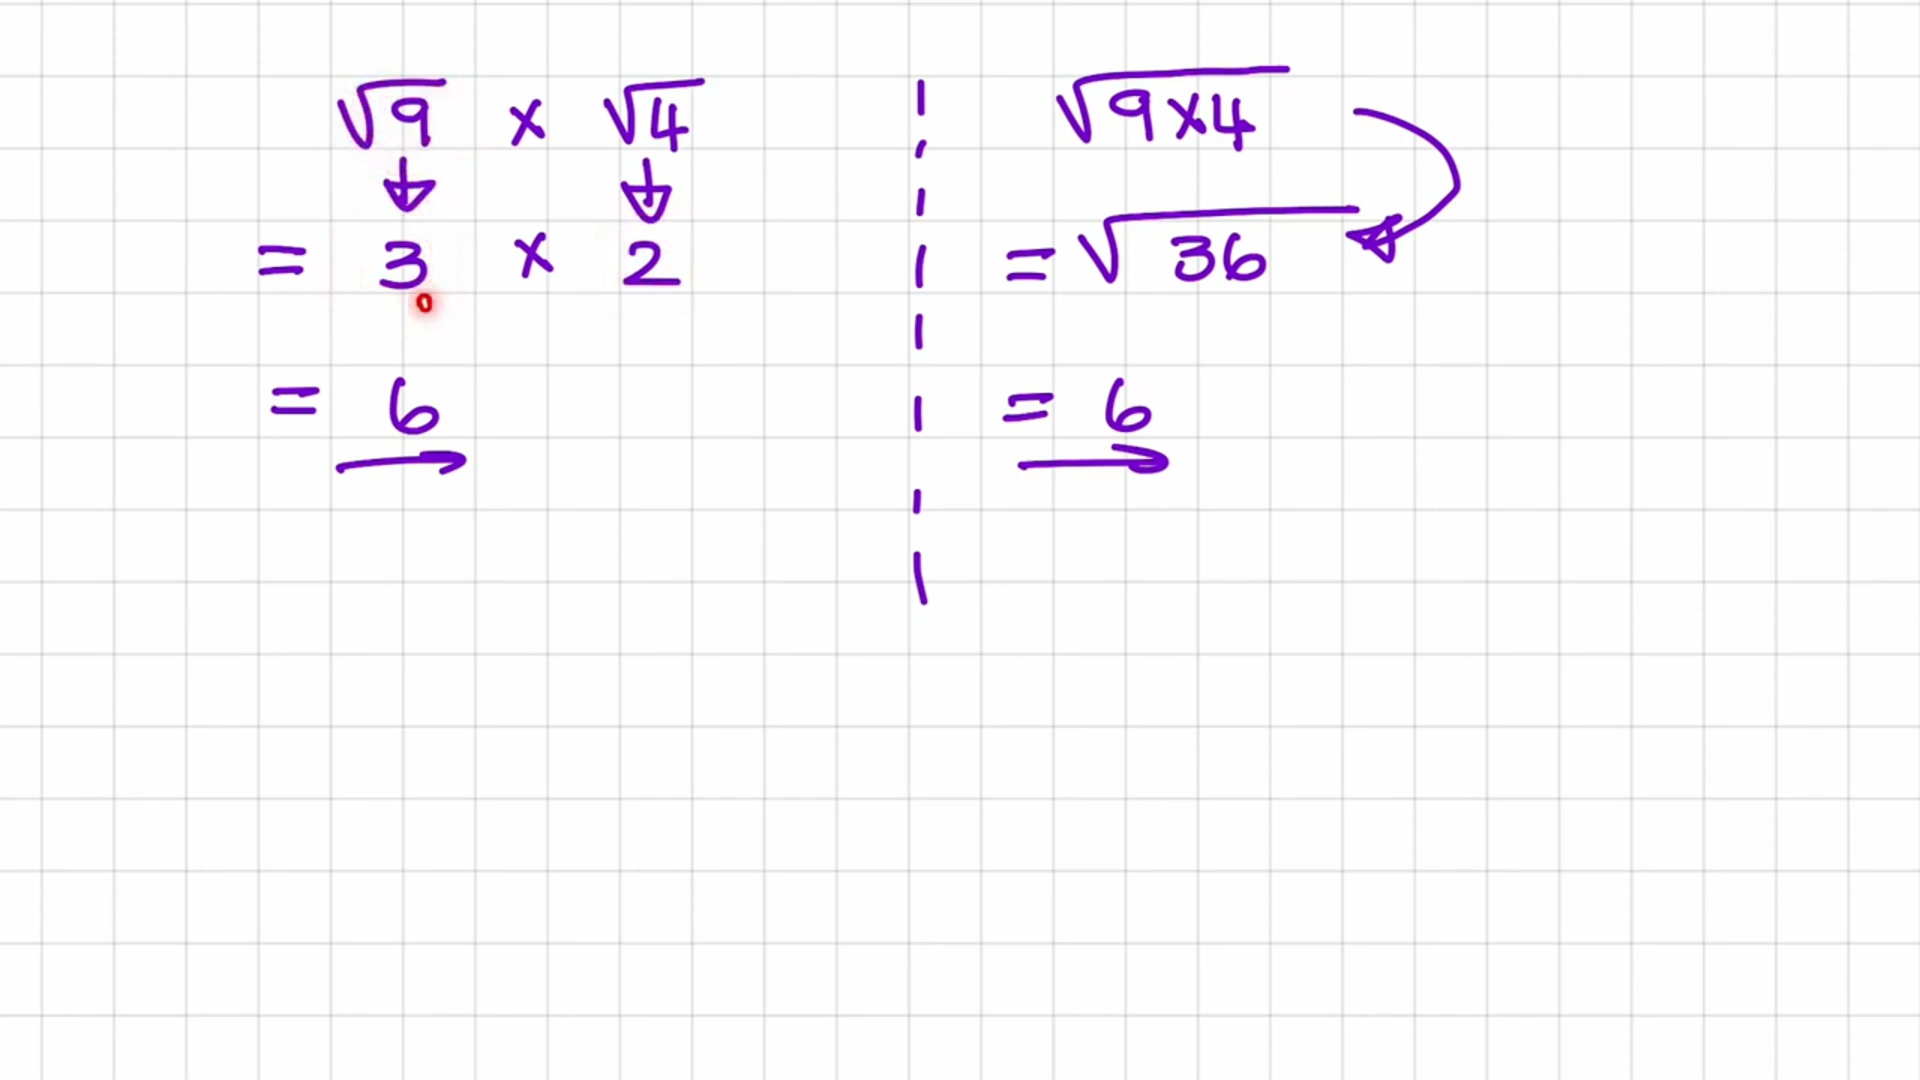 √9 × √4
= 3 × 2
= 6
√9×4
= √36
= 6